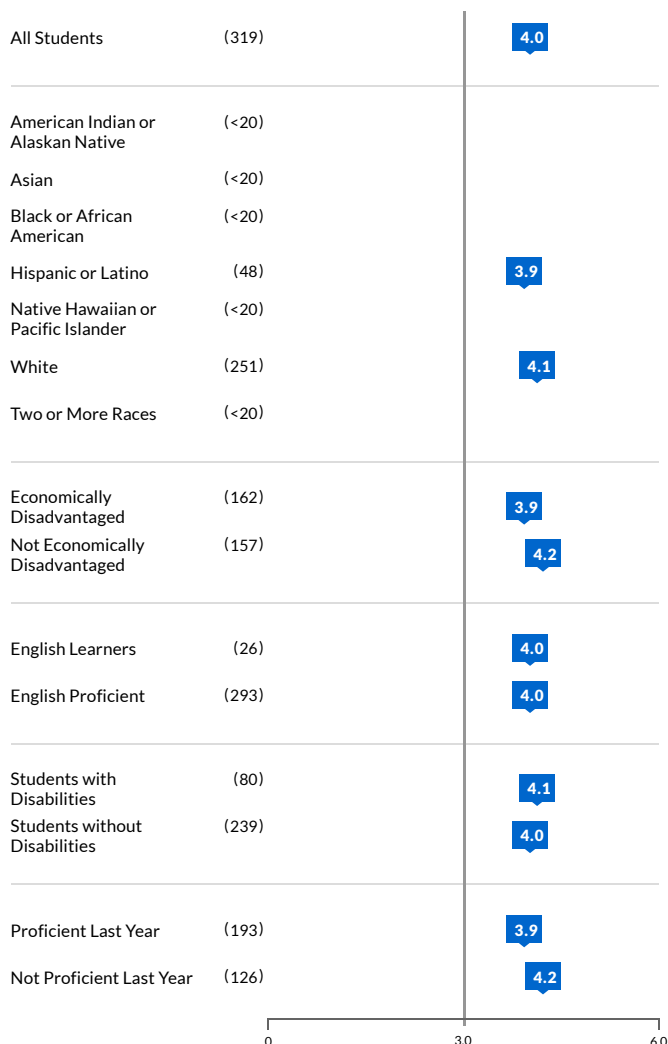 All Students (319) 4.0
American Indian or (<20)
Alaskan Native
Asian (<20)
Black or African (<20)
American
Hispanic or Latino (48) 3.9
Native Hawaiian or (<20)
Pacific Islander
White (251) 4.1
Two or More Races (<20)
Economically (162) 3.9
Disadvantaged
Not Economically (157) 4.2
Disadvantaged
English Learners (26) 4.0
English Proficient (293) 4.0
Students with (80) 4.1
Disabilities
Students without (239) 4.0
Disabilities
Proficient Last Year (193) 3.9
Not Proficient Last Year (126) 4.2
0 3.0 6.0